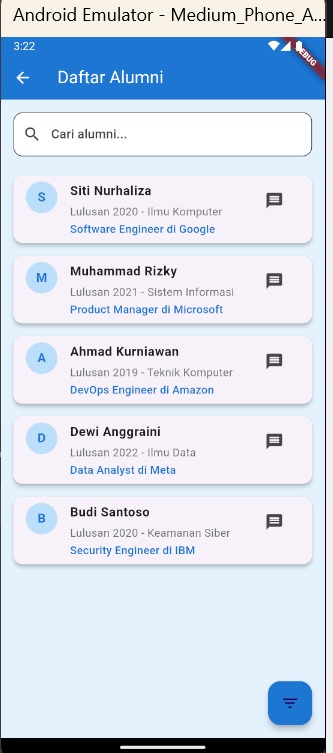 Android Emulator - Medium_Phone_A...
3:22
DEBUG
Daftar Alumni
Cari alumni...
S
Siti Nurhaliza
Lulusan 2020 - Ilmu Komputer
Software Engineer di Google
M
Muhammad Rizky
Lulusan 2021 - Sistem Informasi
Product Manager di Microsoft
A
Ahmad Kurniawan
Lulusan 2019 - Teknik Komputer
DevOps Engineer di Amazon
D
Dewi Anggraini
Lulusan 2022 - Ilmu Data
Data Analyst di Meta
B
Budi Santoso
Lulusan 2020 - Keamanan Siber
Security Engineer di IBM